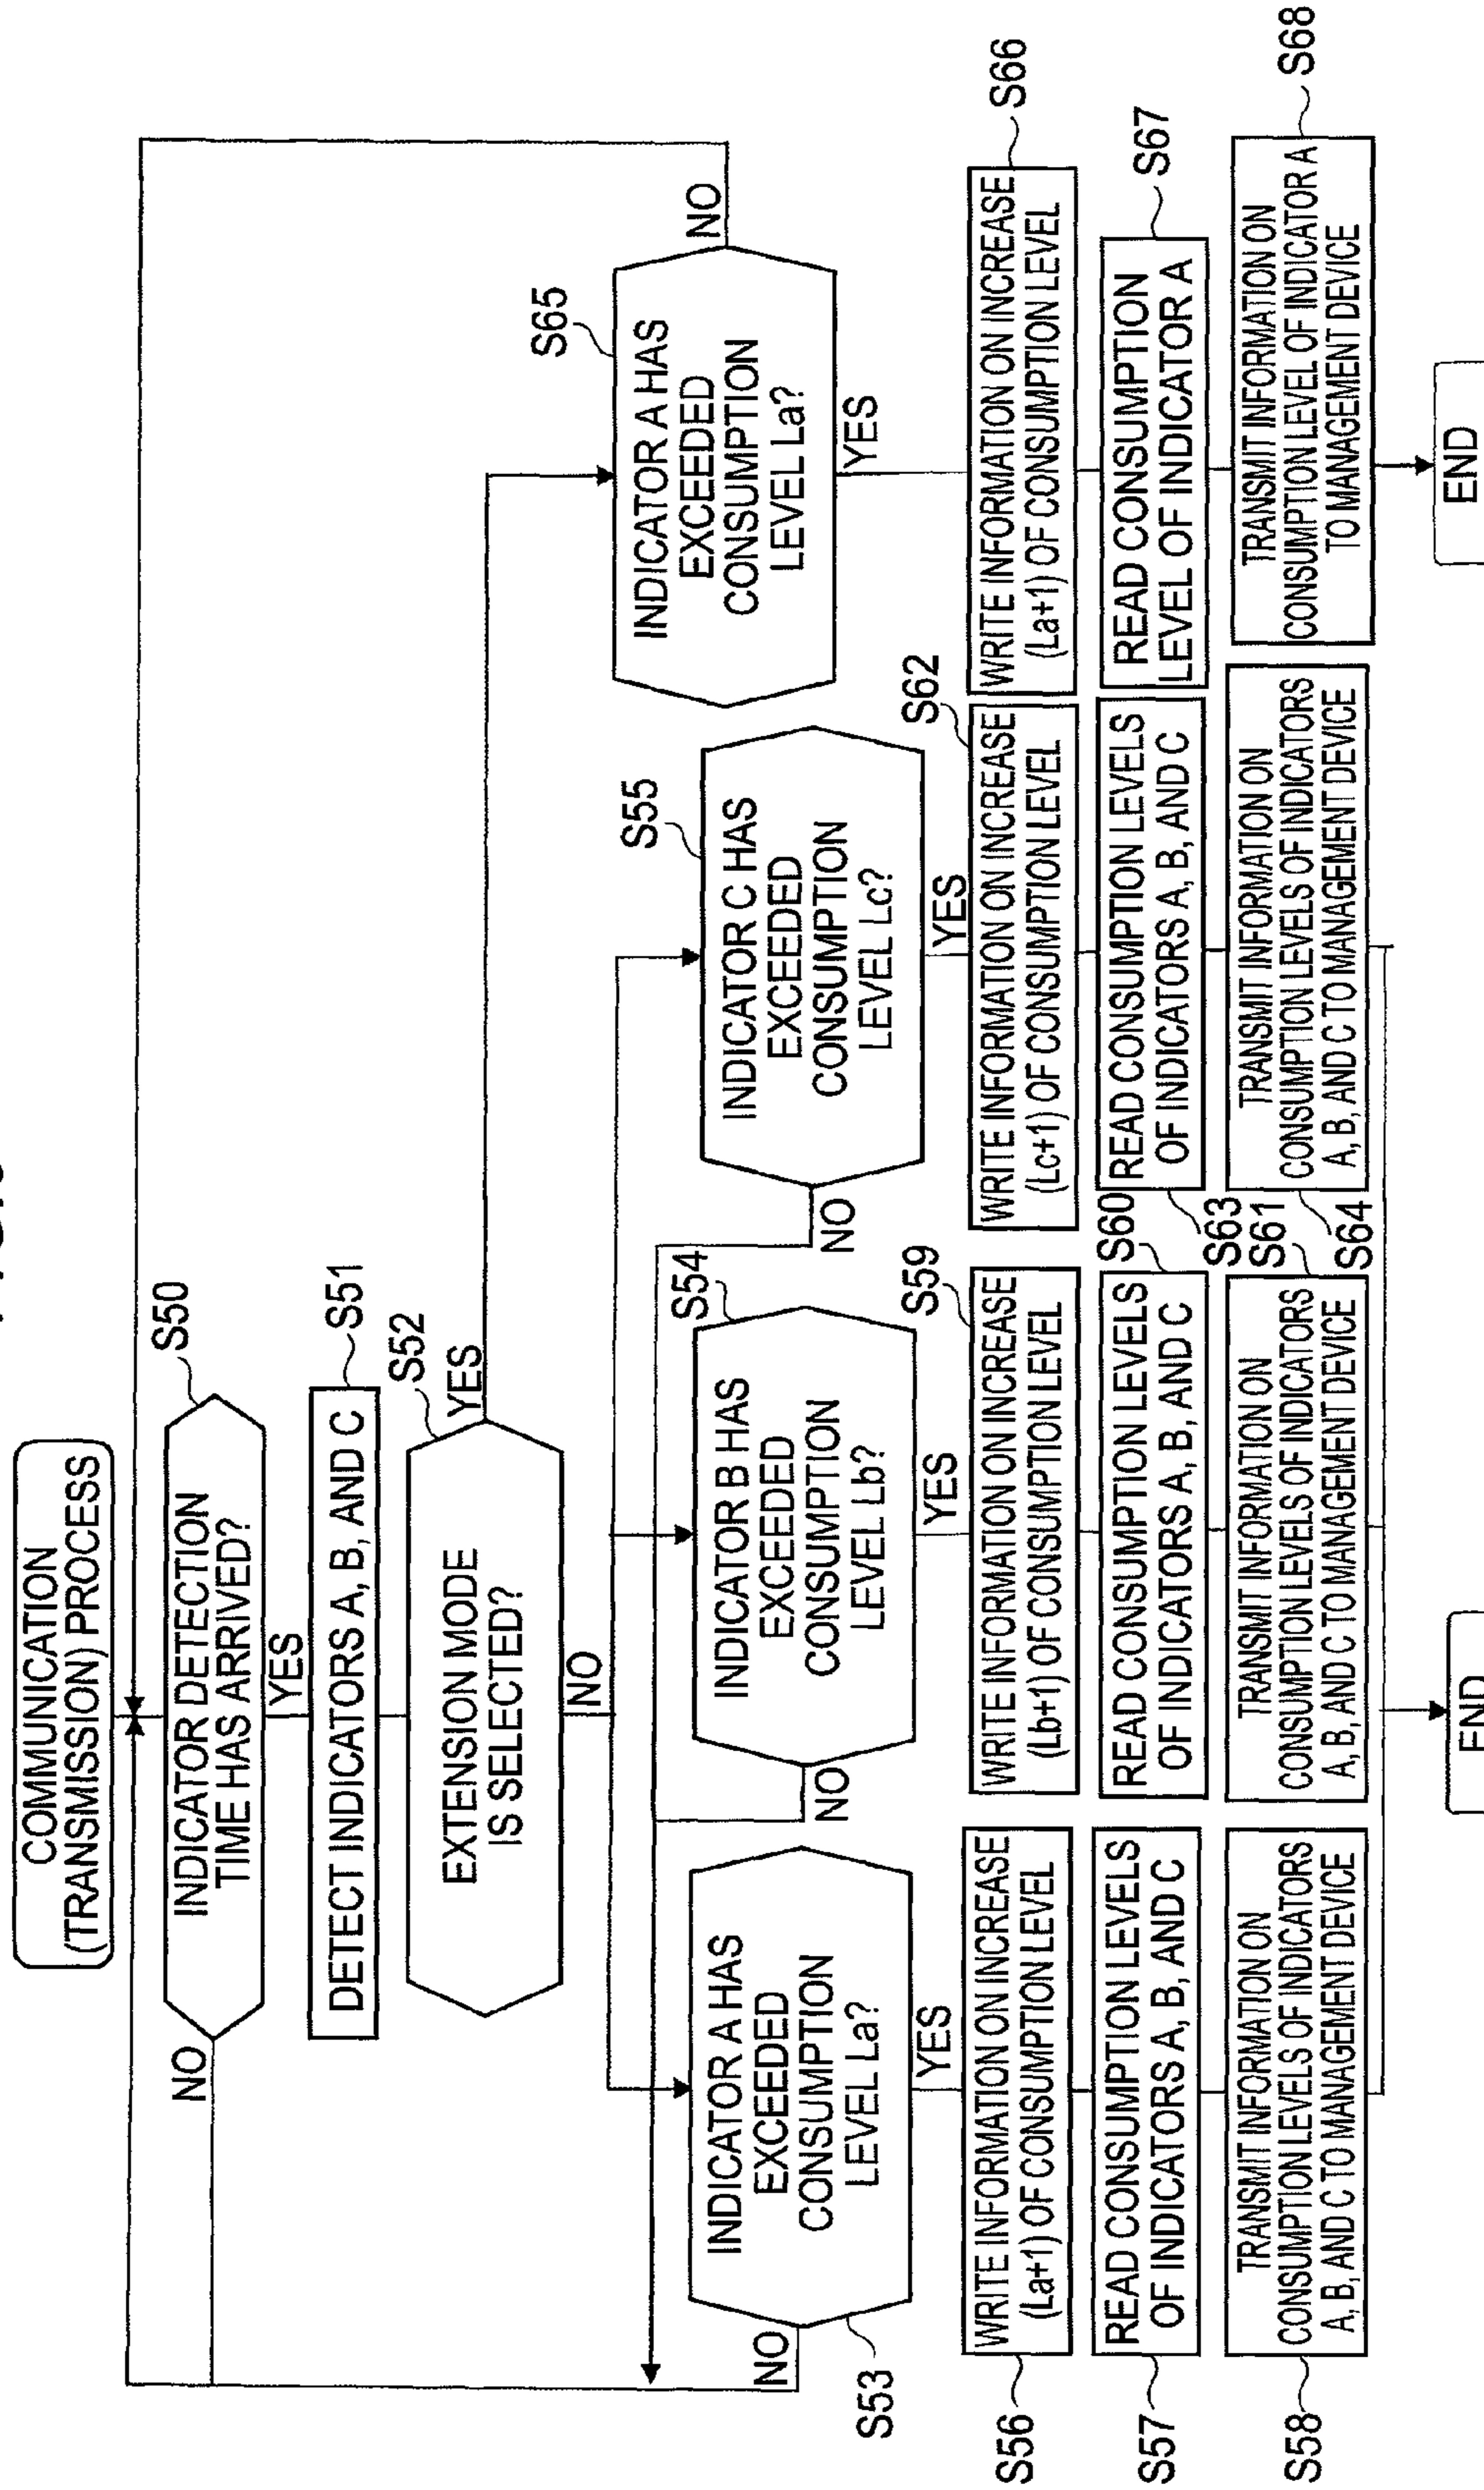 COMMUNICATION
(TRANSMISSION) PROCESS
S50
INDICATOR DETECTION
TIME HAS ARRIVED?
NO
YES
S51
DETECT INDICATORS A, B, AND C
S52
EXTENSION MODE
IS SELECTED?
YES
NO
S53
INDICATOR A HAS
EXCEEDED
CONSUMPTION
LEVEL La?
NO
YES
S54
INDICATOR B HAS
EXCEEDED
CONSUMPTION
LEVEL Lb?
NO
YES
S55
INDICATOR C HAS
EXCEEDED
CONSUMPTION
LEVEL Lc?
NO
YES
S65
INDICATOR A HAS
EXCEEDED
CONSUMPTION
LEVEL La?
NO
YES
S56
WRITE INFORMATION ON INCREASE
(La+1) OF CONSUMPTION LEVEL
S59
WRITE INFORMATION ON INCREASE
(Lb+1) OF CONSUMPTION LEVEL
S62
WRITE INFORMATION ON INCREASE
(Lc+1) OF CONSUMPTION LEVEL
S66
WRITE INFORMATION ON INCREASE
(La+1) OF CONSUMPTION LEVEL
S57
READ CONSUMPTION LEVELS
OF INDICATORS A, B, AND C
S60
READ CONSUMPTION LEVELS
OF INDICATORS A, B, AND C
S63
READ CONSUMPTION LEVELS
OF INDICATORS A, B, AND C
S67
READ CONSUMPTION
LEVEL OF INDICATOR A
S58
TRANSMIT INFORMATION ON
CONSUMPTION LEVELS OF INDICATORS
A, B, AND C TO MANAGEMENT DEVICE
S61
TRANSMIT INFORMATION ON
CONSUMPTION LEVELS OF INDICATORS
A, B, AND C TO MANAGEMENT DEVICE
S64
TRANSMIT INFORMATION ON
CONSUMPTION LEVELS OF INDICATORS
A, B, AND C TO MANAGEMENT DEVICE
S68
TRANSMIT INFORMATION ON
CONSUMPTION LEVEL OF INDICATOR A
TO MANAGEMENT DEVICE
END
END